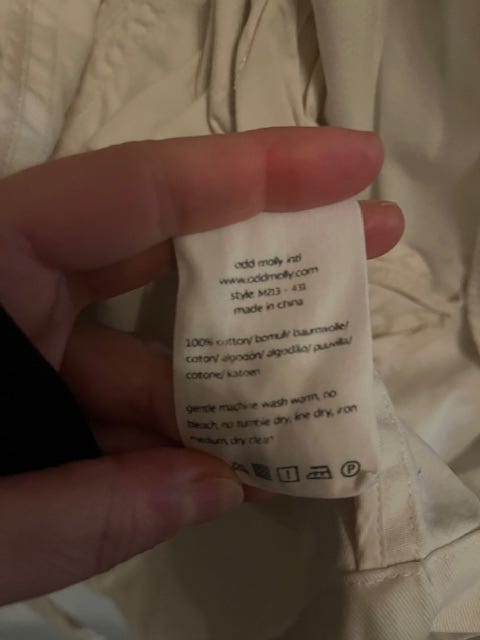 odd molly intl
www.oddmolly.com
style M213 - 431
made in china
100% cotton/ bomull/ baumwolle/
coton/ algodón/ algodão/ puuvilla/
cotone/ katoen
gentle machine wash warm, no
bleach, no tumble dry, line dry, iron
medium, dry clean
P